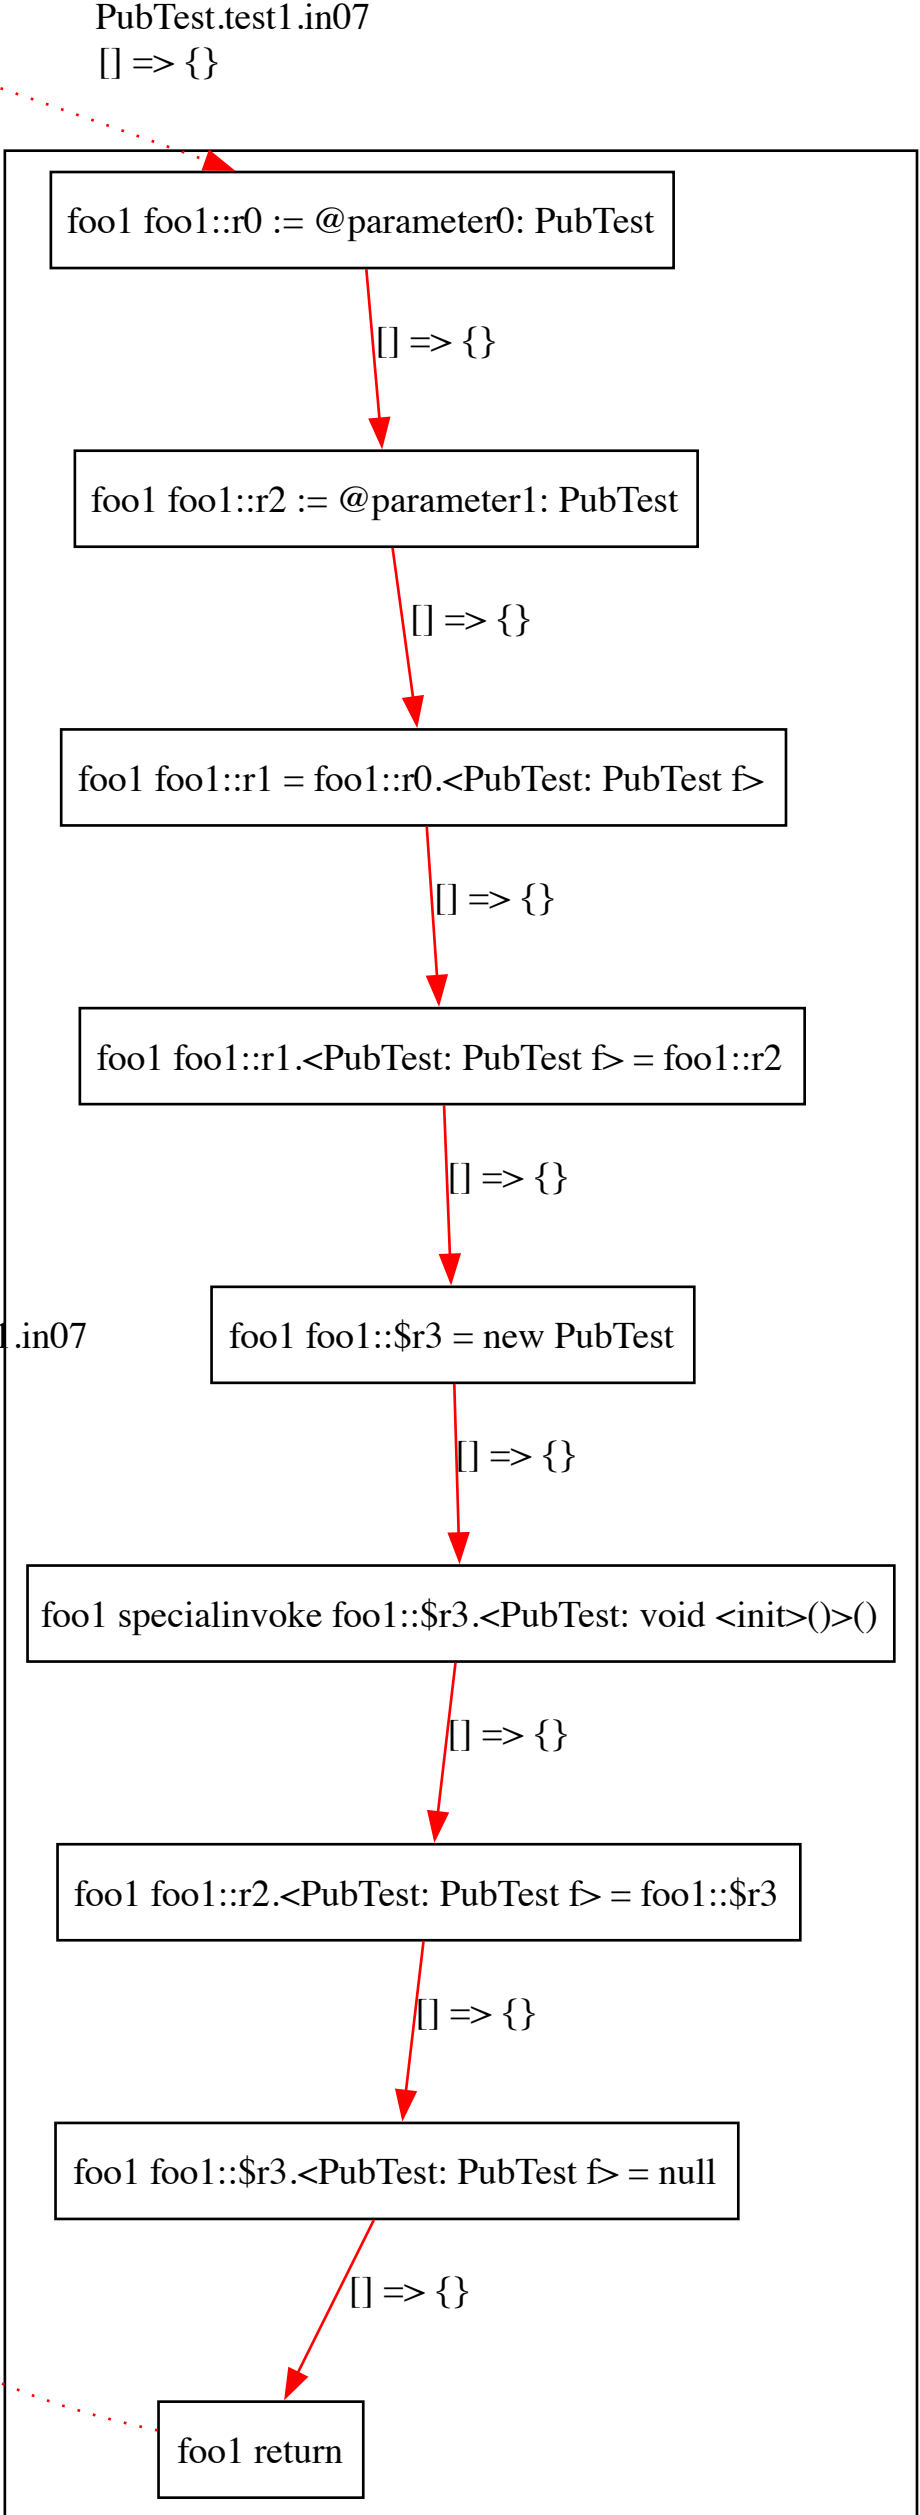 PubTest.test1.in07
[] => {}
foo1 foo1::r0 := @parameter0: PubTest
[] => {}
foo1 foo1::r2 := @parameter1: PubTest
[] => {}
foo1 foo1::r1 = foo1::r0.<PubTest: PubTest f>
[] => {}
foo1 foo1::r1.<PubTest: PubTest f> = foo1::r2
[] => {}
1.in07
foo1 foo1::$r3 = new PubTest
[] => {}
foo1 specialinvoke foo1::$r3.<PubTest: void <init>()>()
[] => {}
foo1 foo1::r2.<PubTest: PubTest f> = foo1::$r3
[] => {}
foo1 foo1::$r3.<PubTest: PubTest f> = null
[] => {}
foo1 return